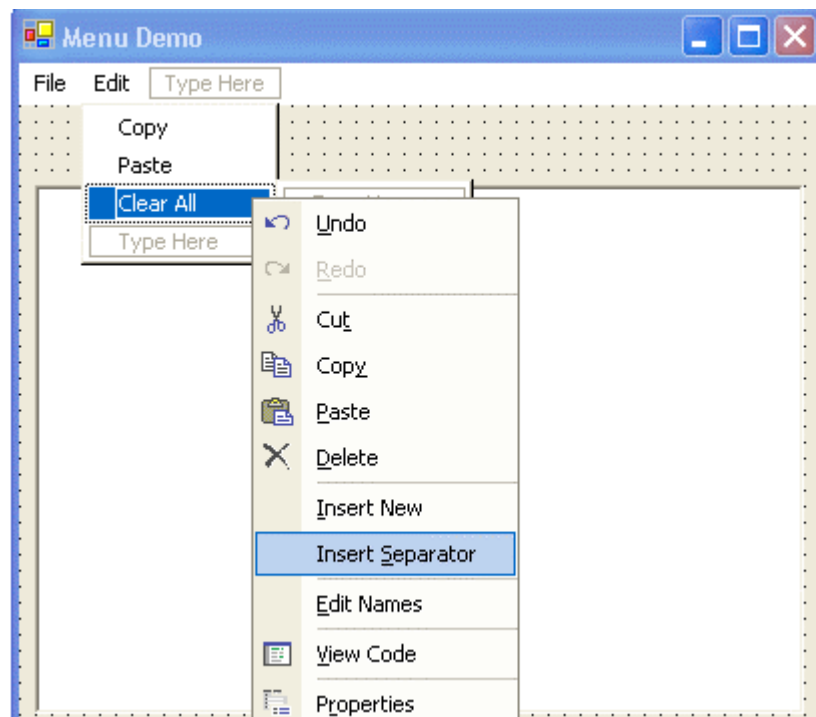 Menu Demo
File Edit Type Here
Copy
Paste
Clear All
Type Here
Undo
Redo
Cut
Copy
Paste
Delete
Insert New
Insert Separator
Edit Names
View Code
Properties